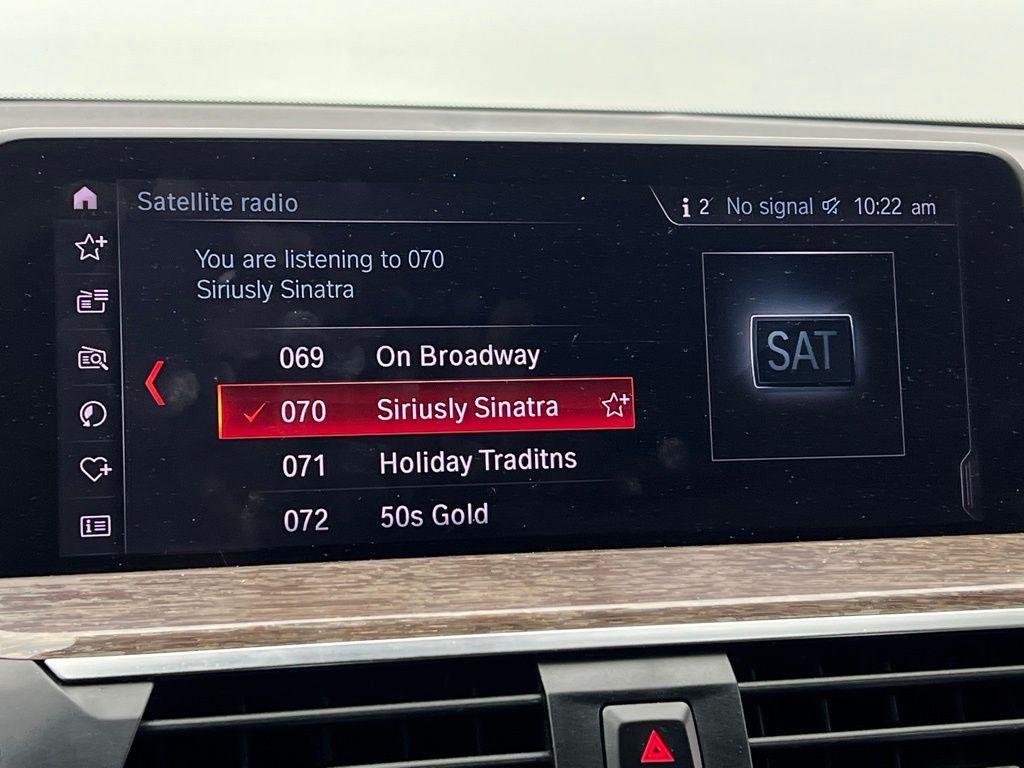 Satellite radio
i 2 No signal 10:22 am
You are listening to 070
Siriusly Sinatra
069 On Broadway
070 Siriusly Sinatra
071 Holiday Traditns
072 50s Gold
SAT